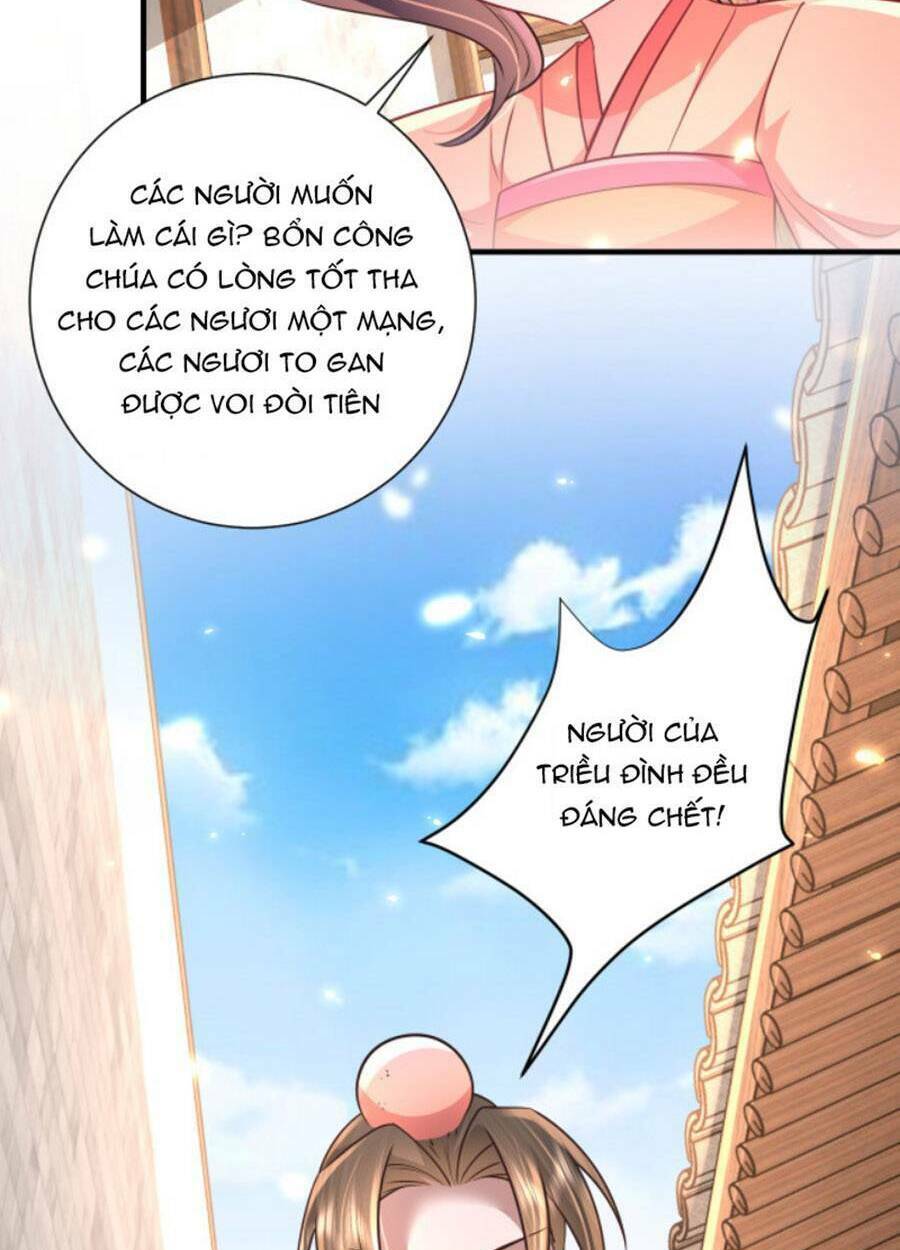 CÁC NGƯỜI MUỐN
LÀM CÁI GÌ? BỔN CÔNG
CHÚA CÓ LÒNG TỐT THA
CHO CÁC NGƯƠI MỘT MẠNG,
CÁC NGƯƠI TO GAN
ĐƯỢC VOI ĐÒI TIÊN
NGƯỜI CỦA
TRIỀU ĐÌNH ĐỀU
ĐÁNG CHẾT!